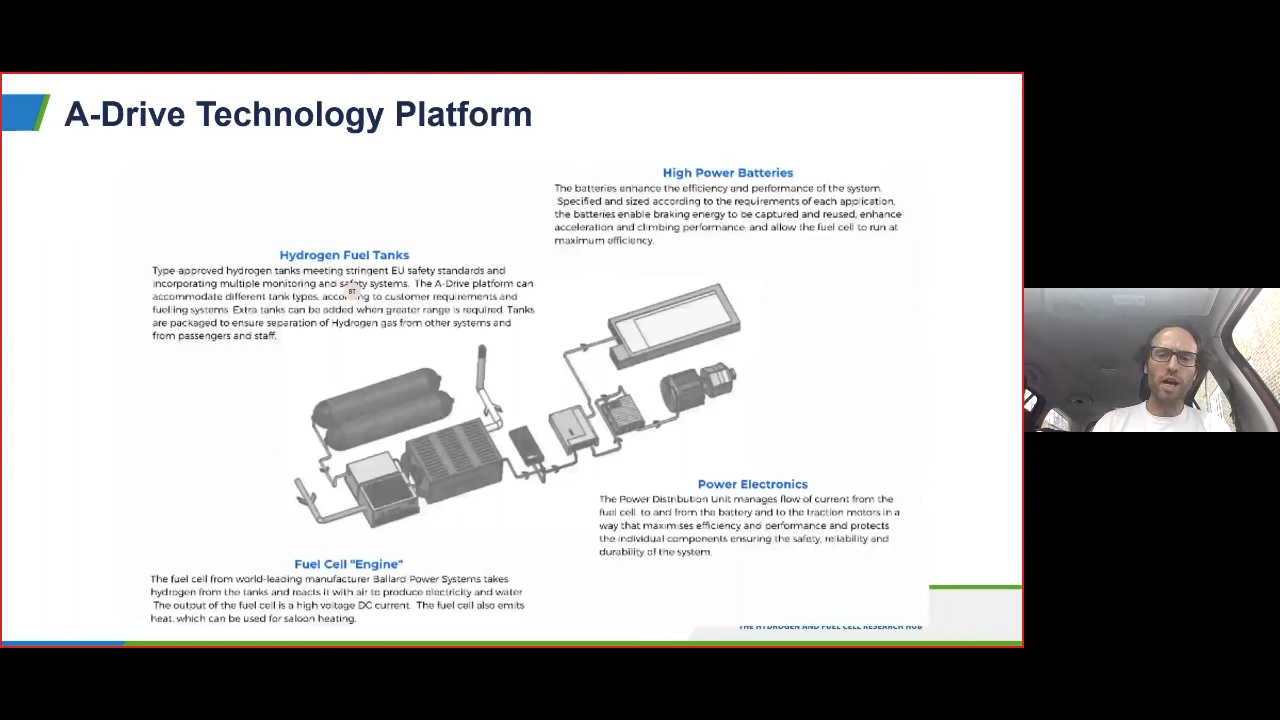 A-Drive Technology Platform
High Power Batteries
The batteries enhance the efficiency and performance of the system.
Specified and sized according to the requirements of each application,
the batteries enable braking energy to be captured and reused, enhance
acceleration and climbing performance, and allow the fuel cell to run at
maximum efficiency.
Hydrogen Fuel Tanks
Type-approved hydrogen tanks meeting stringent EU safety standards and
incorporating multiple monitoring and safety systems. The A-Drive platform can
accommodate different tank types, according to customer requirements and
fuelling systems. Extra tanks can be added when greater range is required. Tanks
are packaged to ensure separation of Hydrogen gas from other systems and
from passengers and staff.
BT
Power Electronics
The Power Distribution Unit manages flow of current from the
fuel cell, to and from the battery and to the traction motors in a
way that maximises efficiency and performance and protects
the individual components ensuring the safety, reliability and
durability of the system.
Fuel Cell "Engine"
The fuel cell from world-leading manufacturer Ballard Power Systems takes
hydrogen from the tanks and reacts it with air to produce electricity and water.
The output of the fuel cell is a high voltage DC current. The fuel cell also emits
heat, which can be used for saloon heating.
THE HYDROGEN AND FUEL CELL RESEARCH HUB